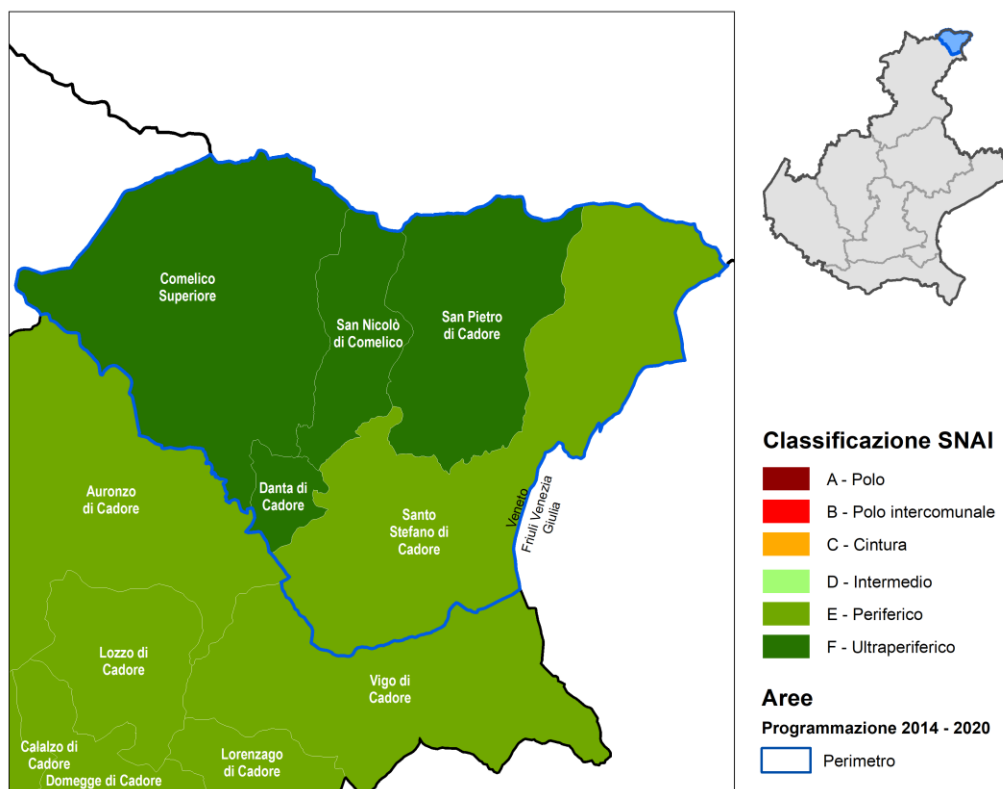 Comelico
Superiore
San Nicolò
di Comelico
San Pietro
di Cadore
Auronzo
di Cadore
Danta di
Cadore
Santo
Stefano di
Cadore
Veneto
Friuli Venezia
Giulia
Lozzo di
Cadore
Vigo di
Cadore
Calalzo di
Cadore
Domegge di Cadore
Lorenzago
di Cadore
Classificazione SNAI
A - Polo
B - Polo intercomunale
C - Cintura
D - Intermedio
E - Periferico
F - Ultraperiferico
Aree
Programmazione 2014 - 2020
Perimetro